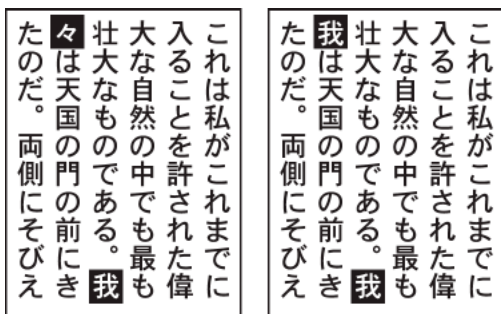 これは私がこれまでに
入ることを許された偉
大な自然の中でも最も
壮大なものである。我
々は天国の門の前にき
たのだ。両側にそびえ
これは私がこれまでに
入ることを許された偉
大な自然の中でも最も
壮大なものである。我
我は天国の門の前にき
たのだ。両側にそびえ